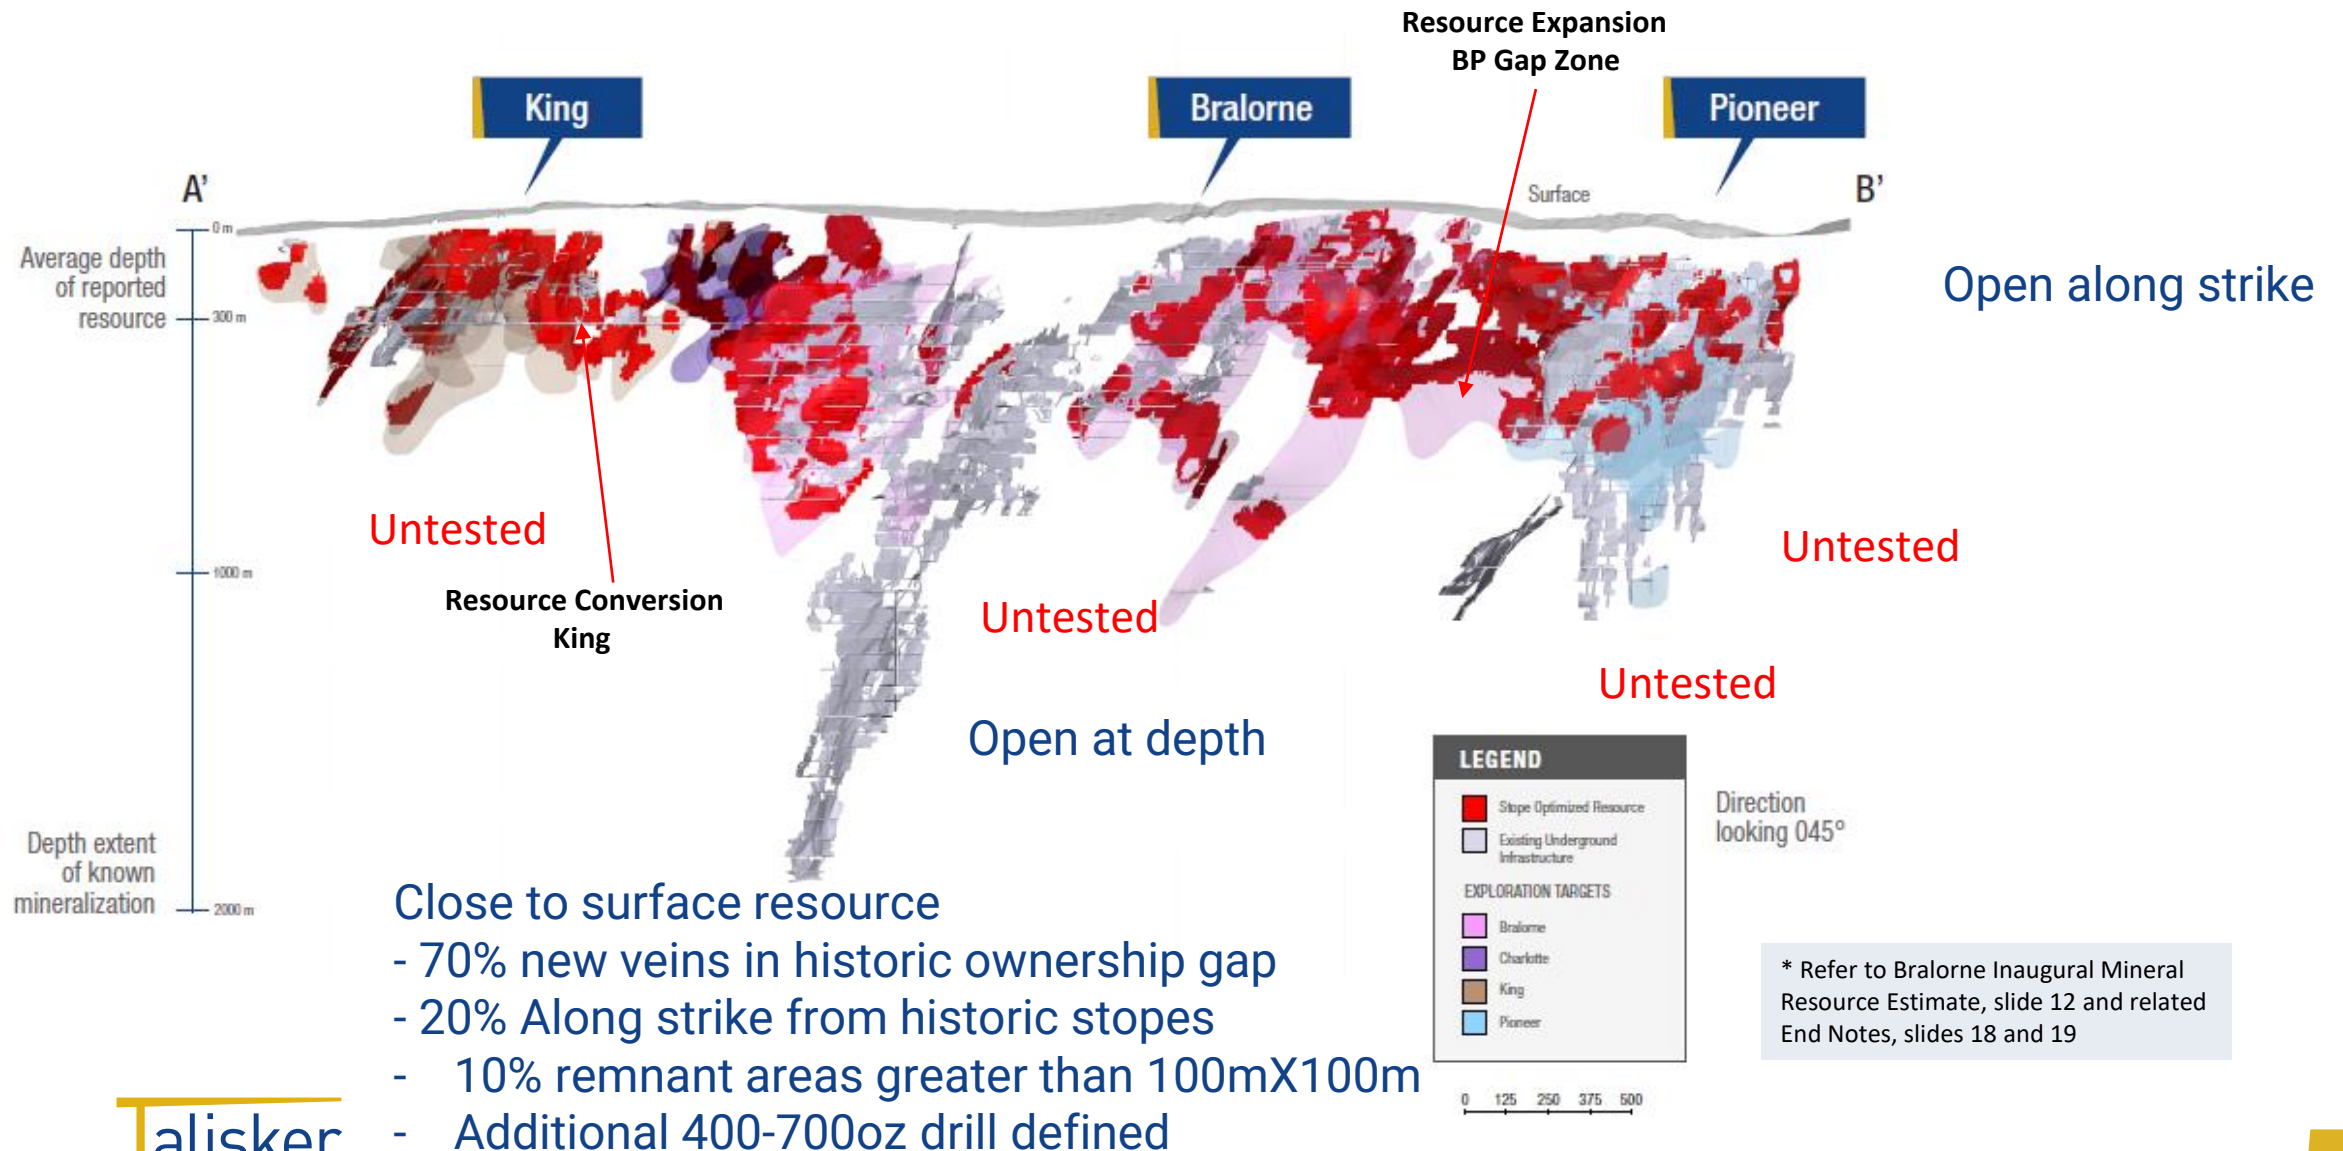 Resource Expansion
BP Gap Zone
King
Bralorne
Pioneer
A’
B’
Surface
0 m
Average depth
of reported
resource
300 m
Open along strike
Untested
Untested
1000 m
Resource Conversion
King
Untested
Untested
Open at depth
LEGEND
Stope Optimized Resource
Existing Underground
Infrastructure
EXPLORATION TARGETS
Bralorne
Charlotte
King
Pioneer
Direction
looking 045°
Depth extent
of known
mineralization
2000 m
Close to surface resource
- 70% new veins in historic ownership gap
- 20% Along strike from historic stopes
- 10% remnant areas greater than 100mX100m
- Additional 400-700oz drill defined
* Refer to Bralorne Inaugural Mineral
Resource Estimate, slide 12 and related
End Notes, slides 18 and 19
0 125 250 375 500
Talisker